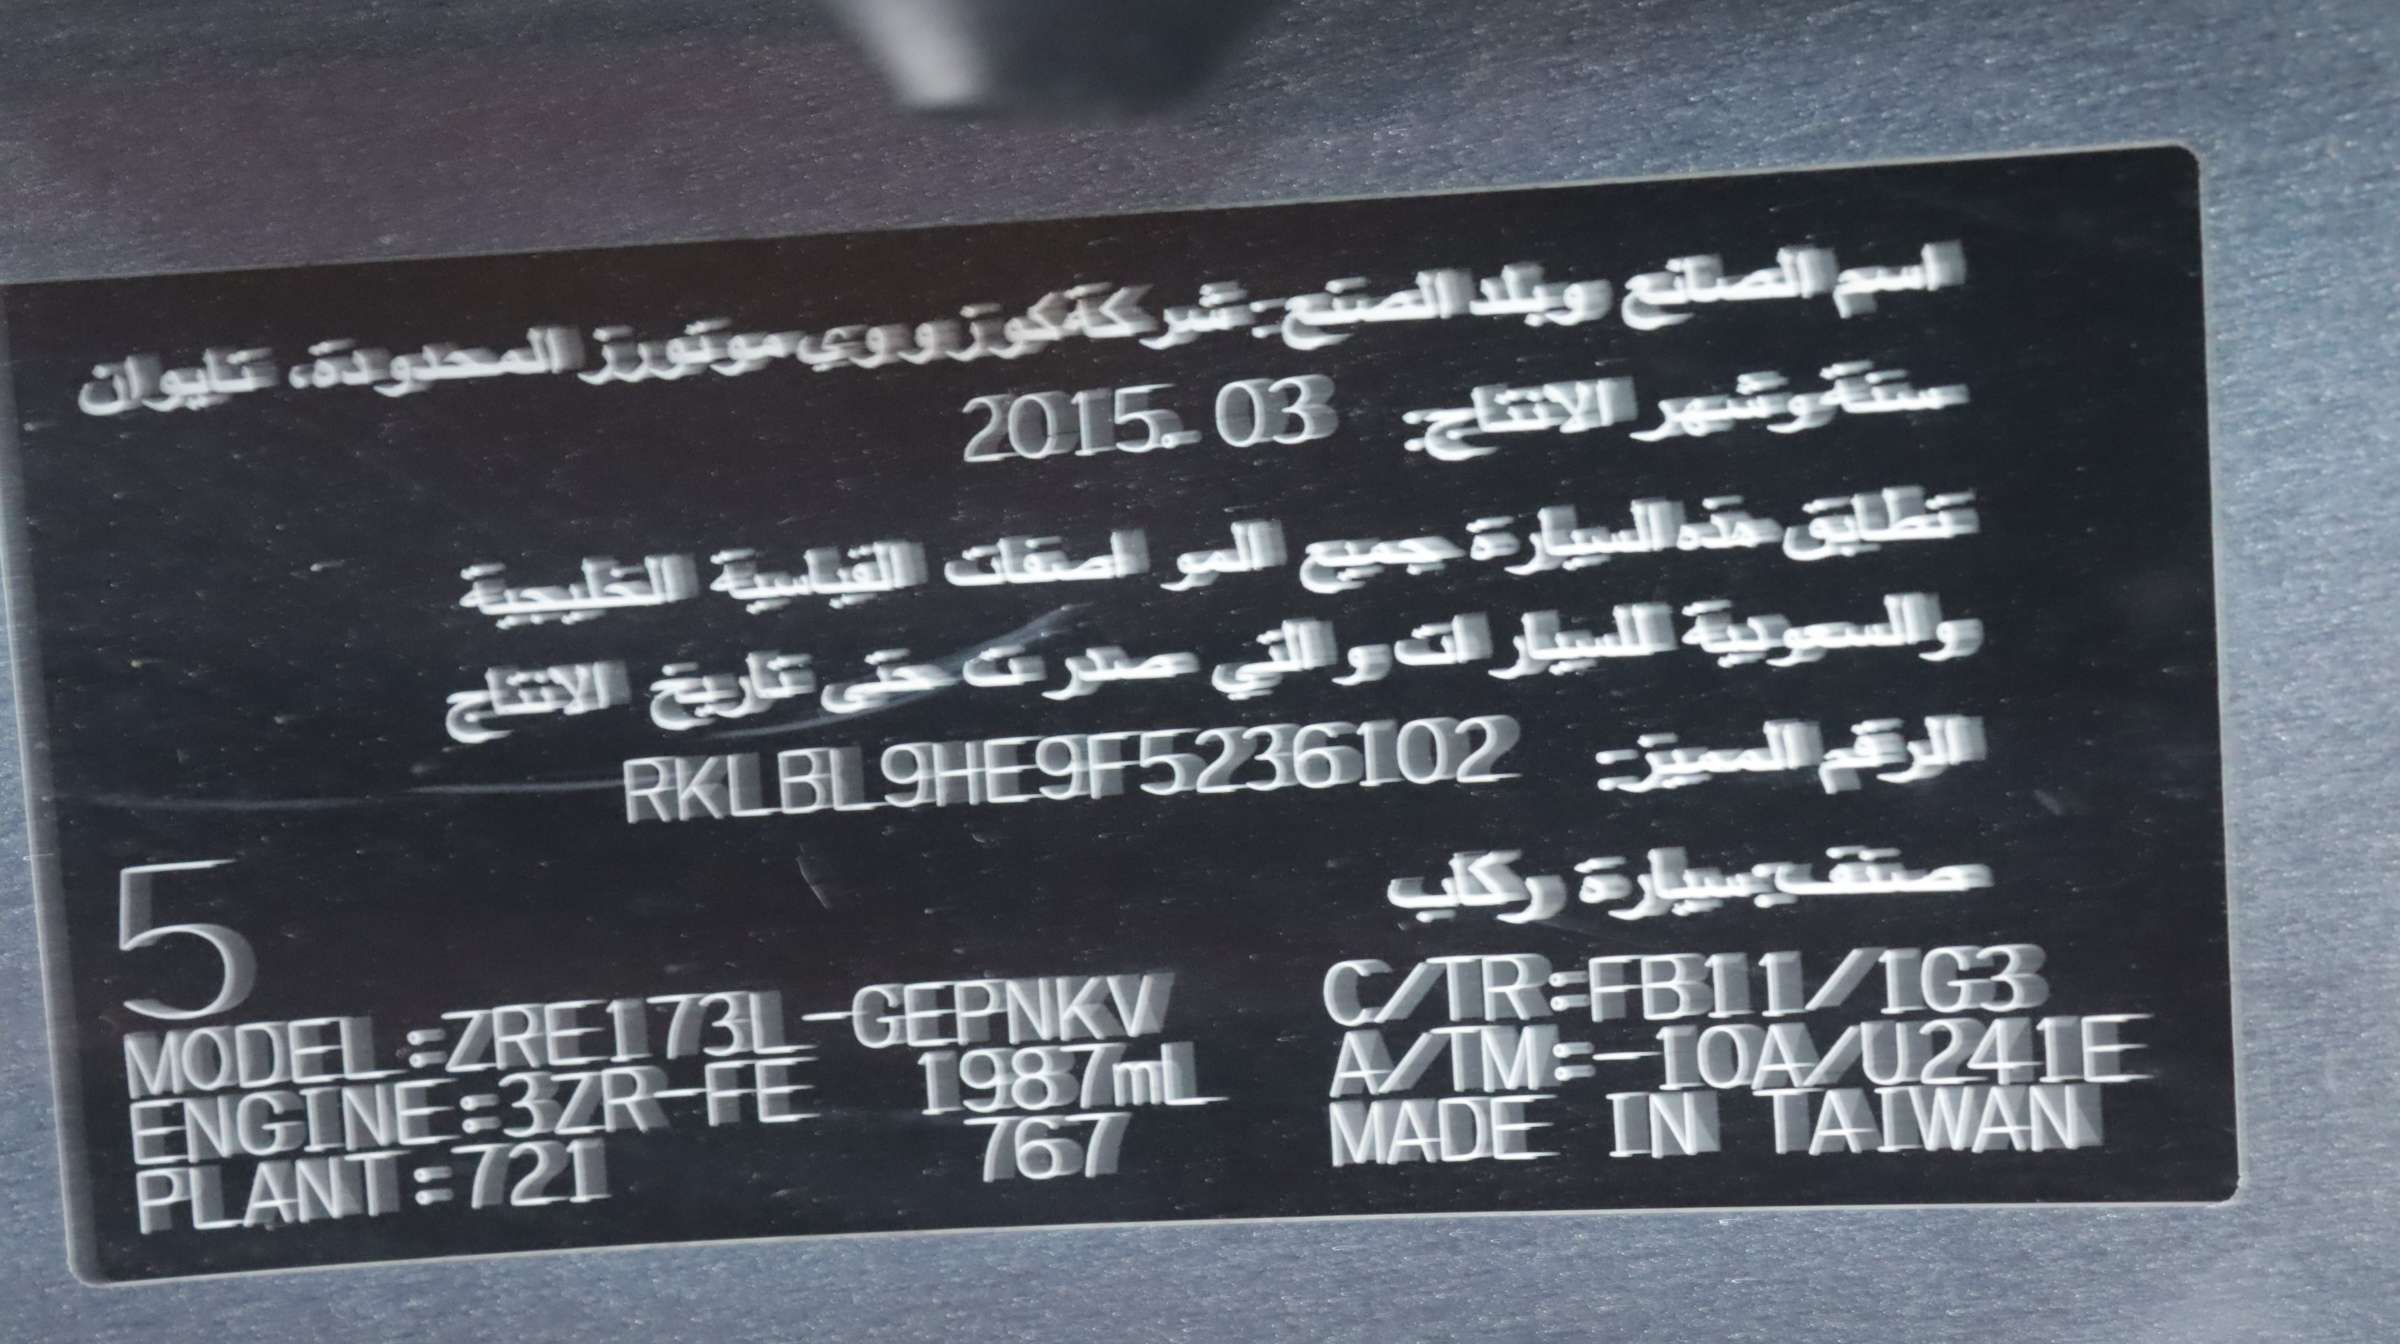 اسم الصانع وبلد الصنع: شركة كوزووي موتورز المحدودة، تايوان
سنة وشهر الانتاج: 2015.03
تطابق هذه السيارة جميع المواصفات القياسية الخليجية
والسعودية للسيارات والتي صدرت حتى تاريخ الانتاج
الرقم المميز: RKLBL9HE9F5236102
صنف: سيارة ركاب
5
MODEL:ZRE173L-GEPNKV C/TR:FB11/1G3
ENGINE:3ZR-FE 1987mL A/TM:-10A/U241E
PLANT:721 767 MADE IN TAIWAN